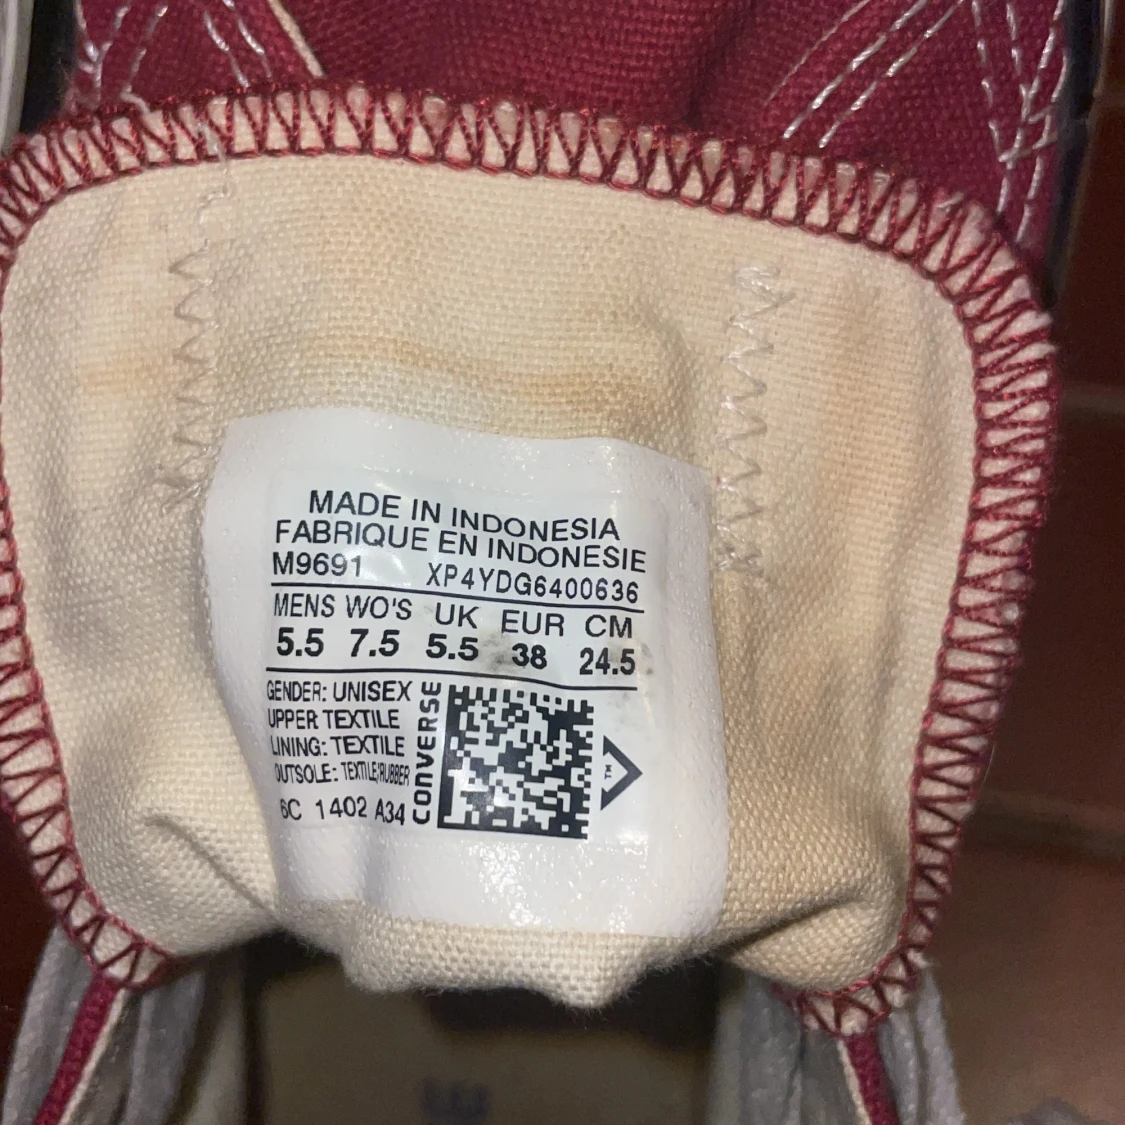 MADE IN INDONESIA
FABRIQUE EN INDONESIE
M9691 XP4YDG6400636
MENS WO'S UK EUR CM
5.5 7.5 5.5 38 24.5
GENDER: UNISEX
UPPER TEXTILE
LINING: TEXTILE
OUTSOLE: TEXTILE/RUBBER
6C 1402 A34
CONVERSE
TM